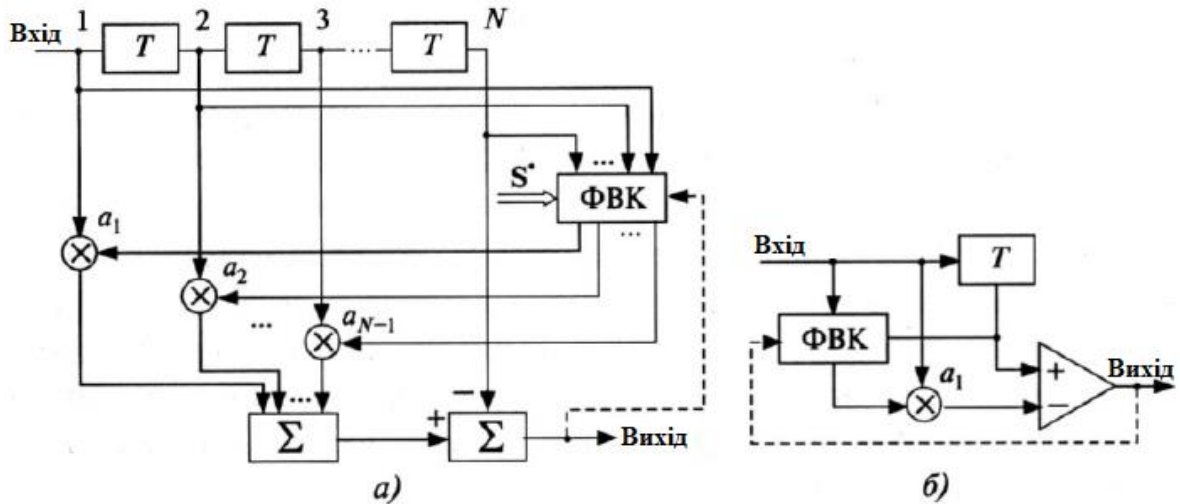 Вхід 1 T 2 T 3 ... T N
S* ... ФВК
...
a₁
a₂
...
aN−1
...
Σ + − Σ Вихід
а)
Вхід
T
ФВК
a₁
+
−
Вихід
б)